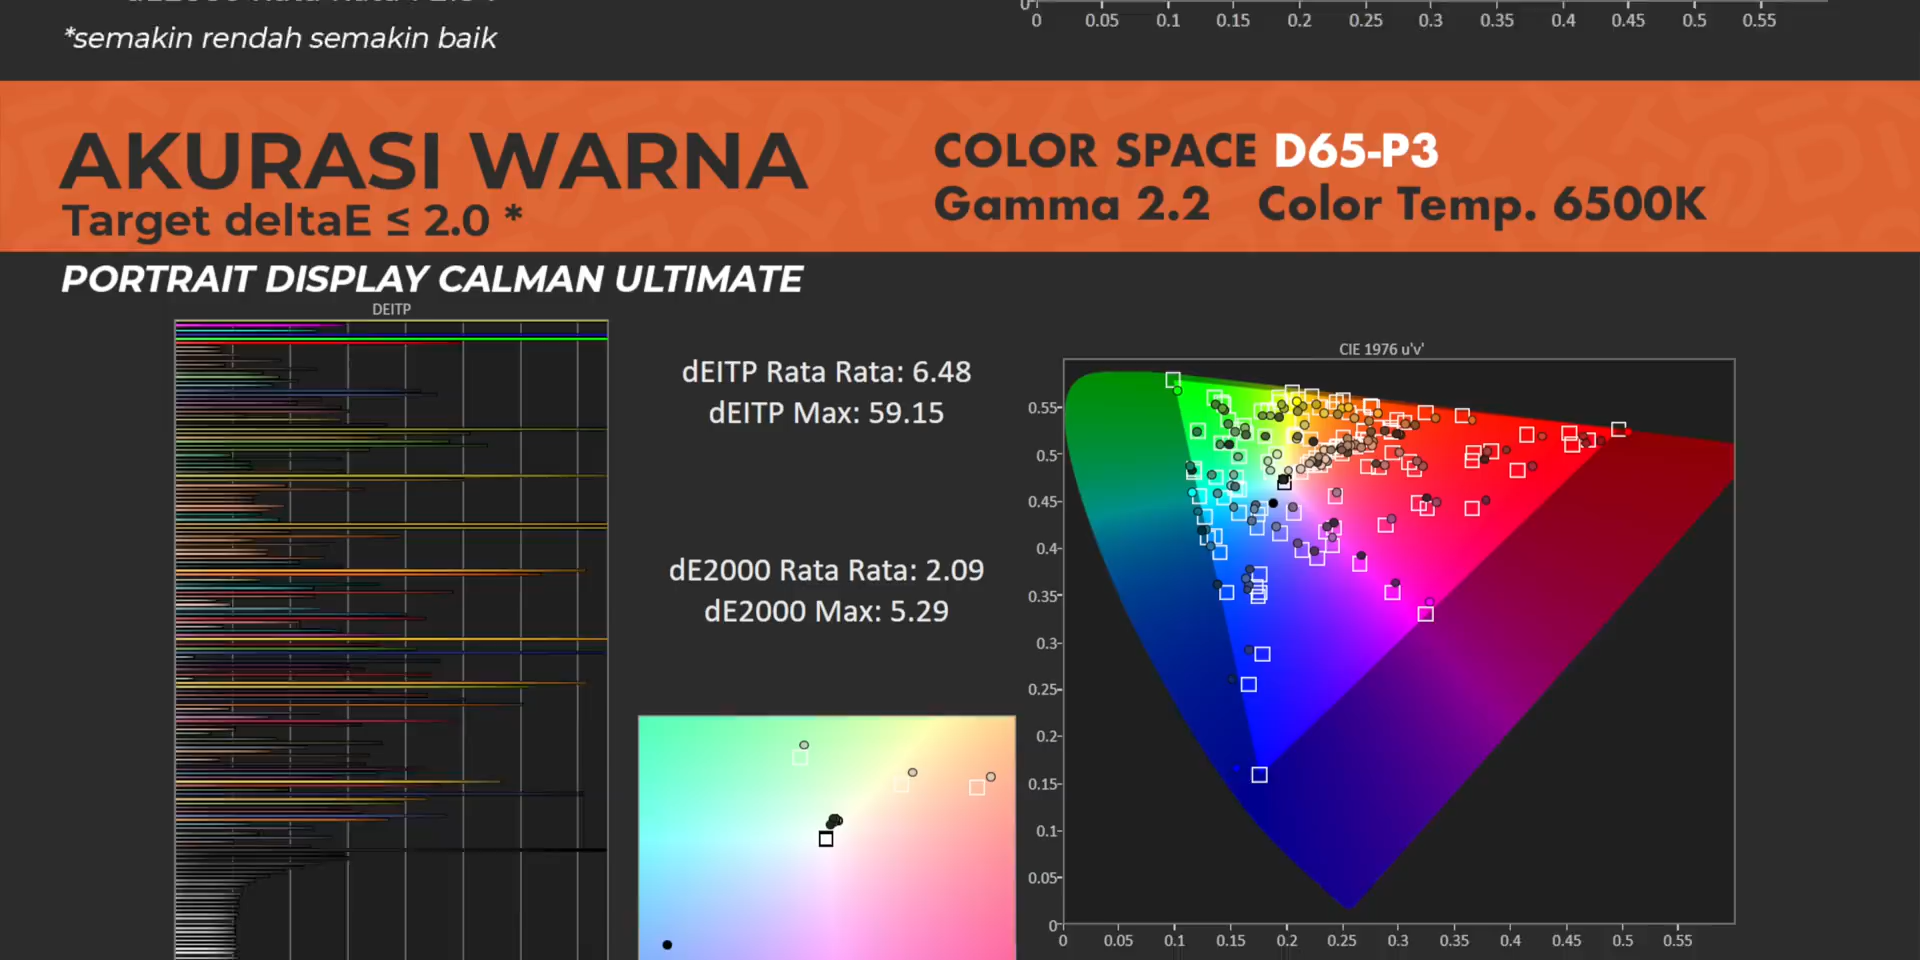 0
0 0.05 0.1 0.15 0.2 0.25 0.3 0.35 0.4 0.45 0.5 0.55
*semakin rendah semakin baik
AKURASI WARNA
Target deltaE ≤ 2.0 *
COLOR SPACE D65-P3
Gamma 2.2 Color Temp. 6500K
PORTRAIT DISPLAY CALMAN ULTIMATE
DEITP
dEITP Rata Rata: 6.48
dEITP Max: 59.15
dE2000 Rata Rata: 2.09
dE2000 Max: 5.29
CIE 1976 u'v'
0.55
0.5
0.45
0.4
0.35
0.3
0.25
0.2
0.15
0.1
0.05
0
0 0.05 0.1 0.15 0.2 0.25 0.3 0.35 0.4 0.45 0.5 0.55